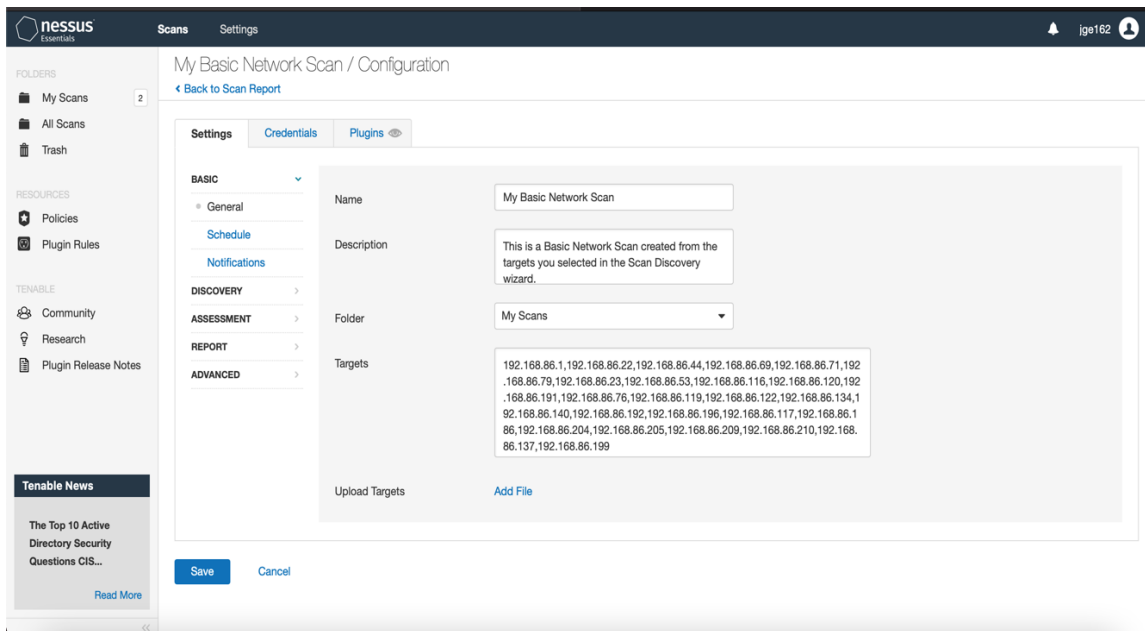 nessus
Essentials
Scans
Settings
jge162
FOLDERS
My Scans
2
All Scans
Trash
RESOURCES
Policies
Plugin Rules
TENABLE
Community
Research
Plugin Release Notes
Tenable News
The Top 10 Active
Directory Security
Questions CIS...
Read More
My Basic Network Scan / Configuration
Back to Scan Report
Settings
Credentials
Plugins
BASIC
General
Schedule
Notifications
DISCOVERY
ASSESSMENT
REPORT
ADVANCED
Name
My Basic Network Scan
Description
This is a Basic Network Scan created from the
targets you selected in the Scan Discovery
wizard.
Folder
My Scans
Targets
192.168.86.1,192.168.86.22,192.168.86.44,192.168.86.69,192.168.86.71,192
.168.86.79,192.168.86.23,192.168.86.53,192.168.86.116,192.168.86.120,192
.168.86.191,192.168.86.76,192.168.86.119,192.168.86.122,192.168.86.134,1
92.168.86.140,192.168.86.192,192.168.86.196,192.168.86.117,192.168.86.1
86,192.168.86.204,192.168.86.205,192.168.86.209,192.168.86.210,192.168.
86.137,192.168.86.199
Upload Targets
Add File
Save
Cancel